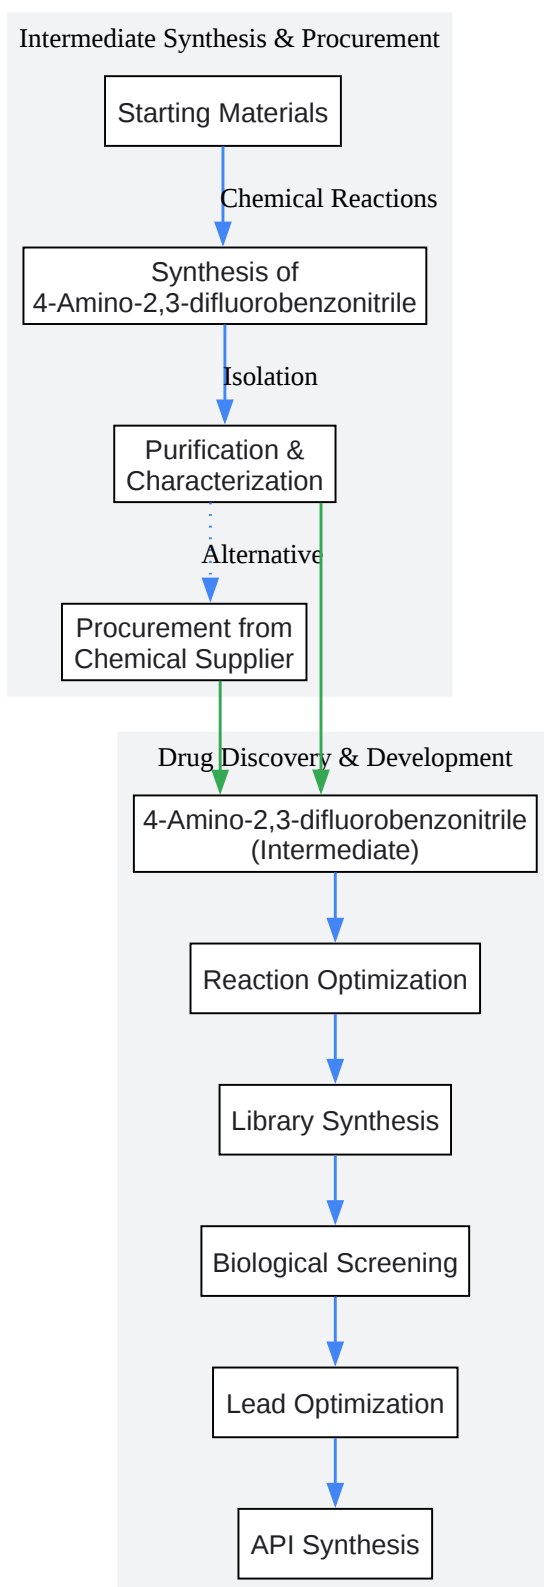 Intermediate Synthesis & Procurement
Starting Materials
Chemical Reactions
Synthesis of
4-Amino-2,3-difluorobenzonitrile
Isolation
Purification &
Characterization
Alternative
Procurement from
Chemical Supplier
Drug Discovery & Development
4-Amino-2,3-difluorobenzonitrile
(Intermediate)
Reaction Optimization
Library Synthesis
Biological Screening
Lead Optimization
API Synthesis